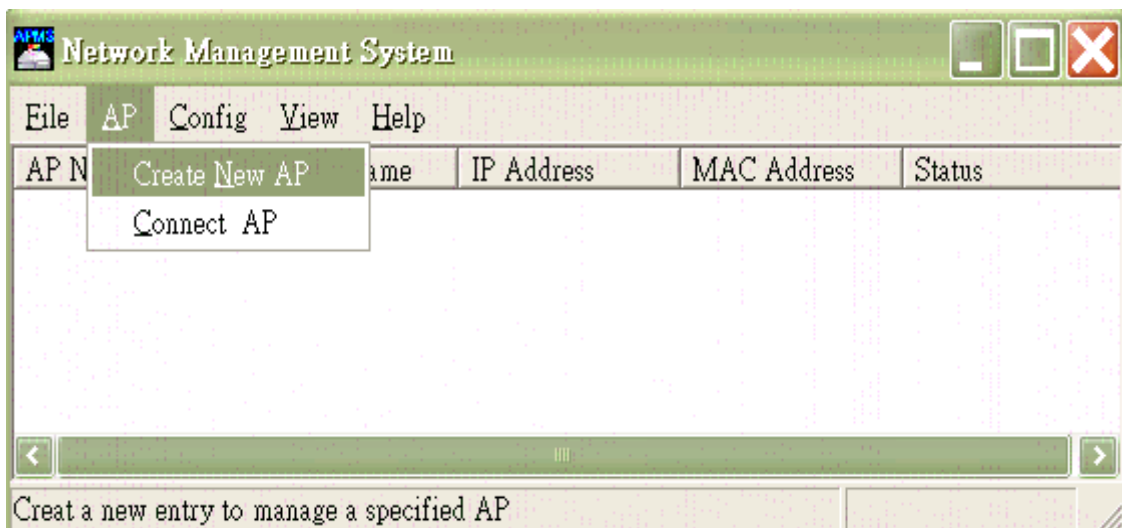 APMS
Network Management System
File AP Config View Help
AP N ame IP Address MAC Address Status
Create New AP
Connect AP
Creat a new entry to manage a specified AP